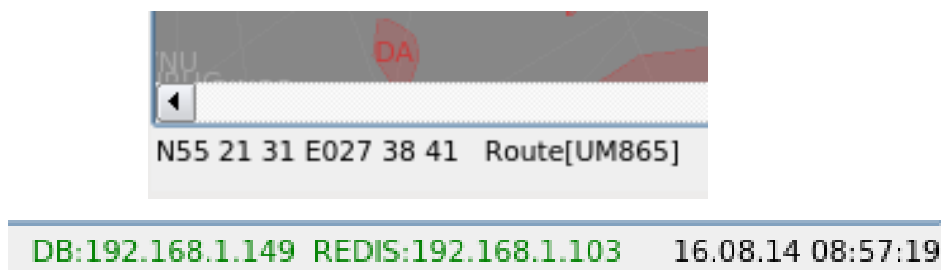 DA
NU
N55 21 31 E027 38 41 Route[UM865]
DB:192.168.1.149 REDIS:192.168.1.103 16.08.14 08:57:19